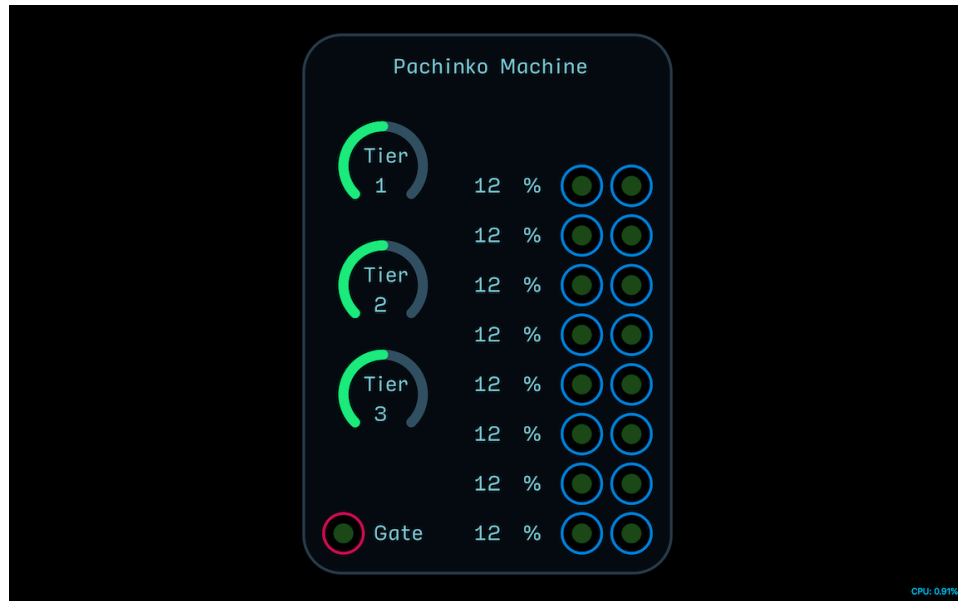 Pachinko Machine
Tier
1
12 %
12 %
Tier
2
12 %
12 %
Tier
3
12 %
12 %
12 %
Gate 12 %
CPU: 0.91%